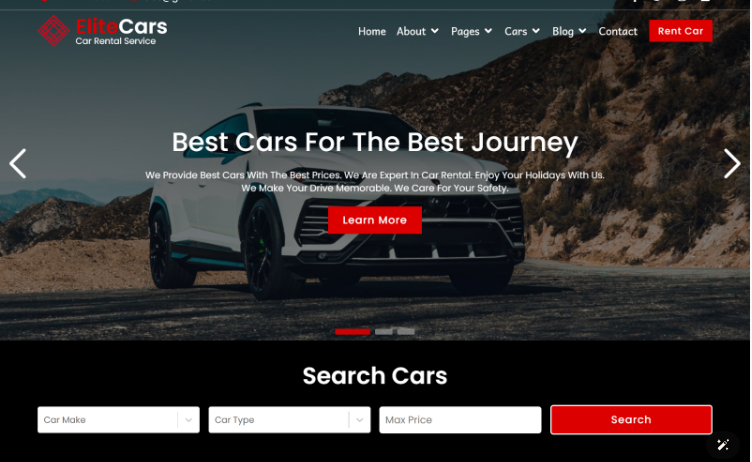 EliteCars
Car Rental Service
Home About Pages Cars Blog Contact Rent Car
Best Cars For The Best Journey
We Provide Best Cars With The Best Prices. We Are Expert In Car Rental. Enjoy Your Holidays With Us.
We Make Your Drive Memorable. We Care For Your Safety.
Learn More
Search Cars
Car Make Car Type Max Price Search